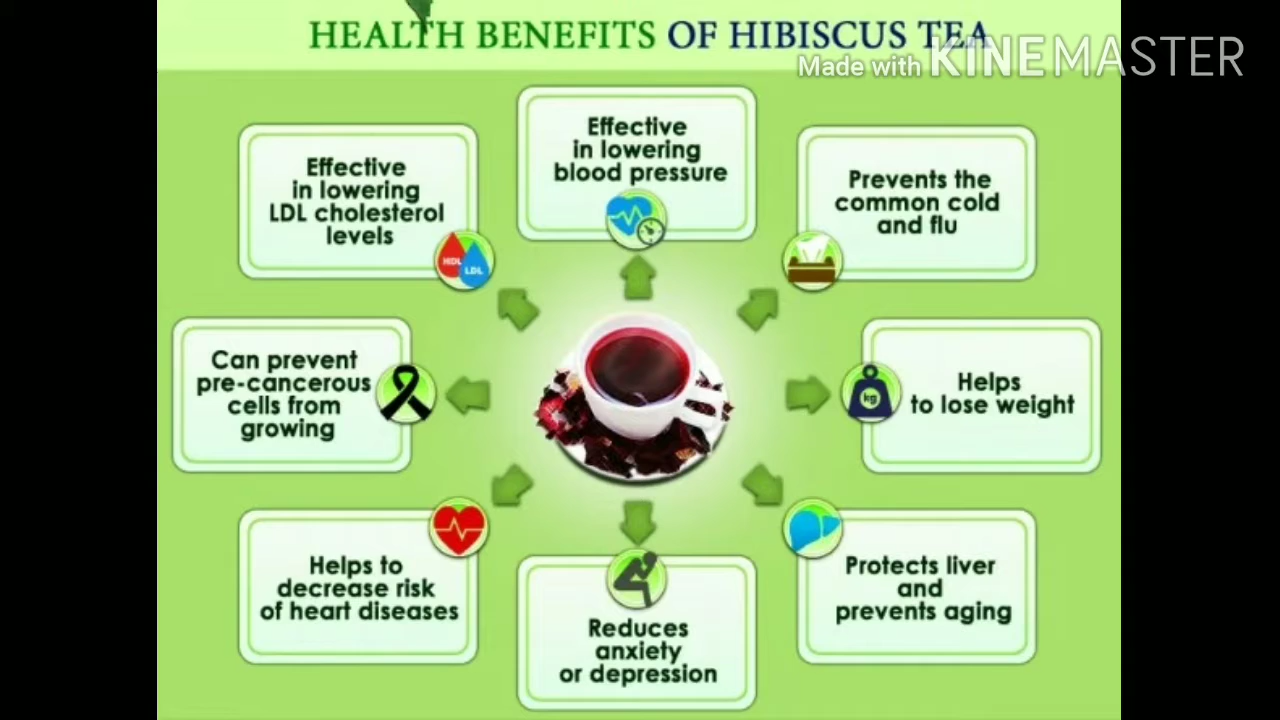 HEALTH BENEFITS OF HIBISCUS TEA
Made with KINEMASTER
Effective
in lowering
LDL cholesterol
levels
HDL
LDL
Effective
in lowering
blood pressure
Prevents the
common cold
and flu
Can prevent
pre-cancerous
cells from
growing
kg
Helps
to lose weight
Helps to
decrease risk
of heart diseases
Reduces
anxiety
or depression
Protects liver
and
prevents aging